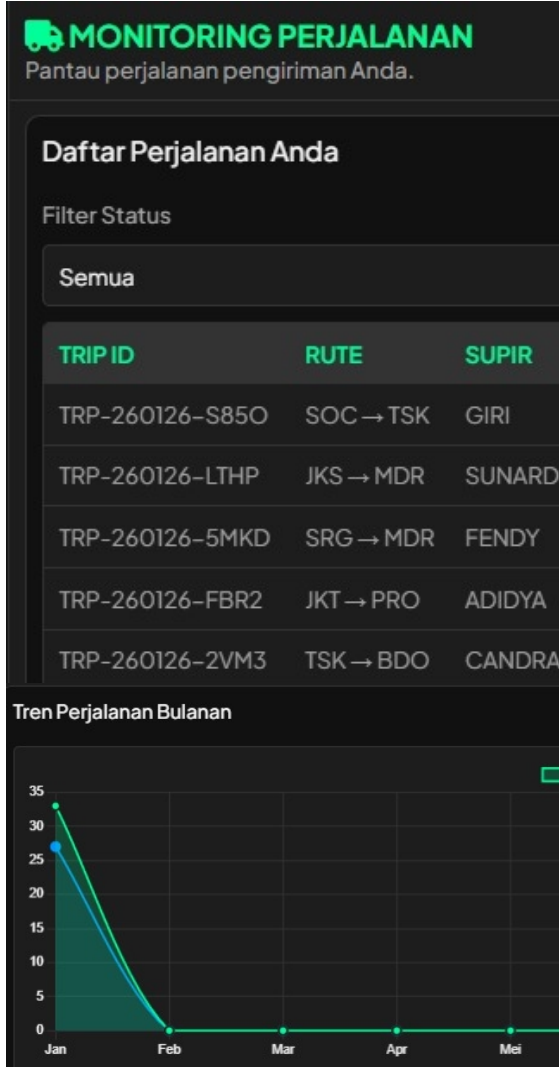 MONITORING PERJALANAN
Pantau perjalanan pengiriman Anda.
Daftar Perjalanan Anda
Filter Status
Semua
TRIP ID RUTE SUPIR
TRP-260126-S85O SOC→TSK GIRI
TRP-260126-LTHP JKS→MDR SUNARD
TRP-260126-5MKD SRG→MDR FENDY
TRP-260126-FBR2 JKT→PRO ADIDYA
TRP-260126-2VM3 TSK→BDO CANDRA
Tren Perjalanan Bulanan
35
30
25
20
15
10
5
0
Jan Feb Mar Apr Mei